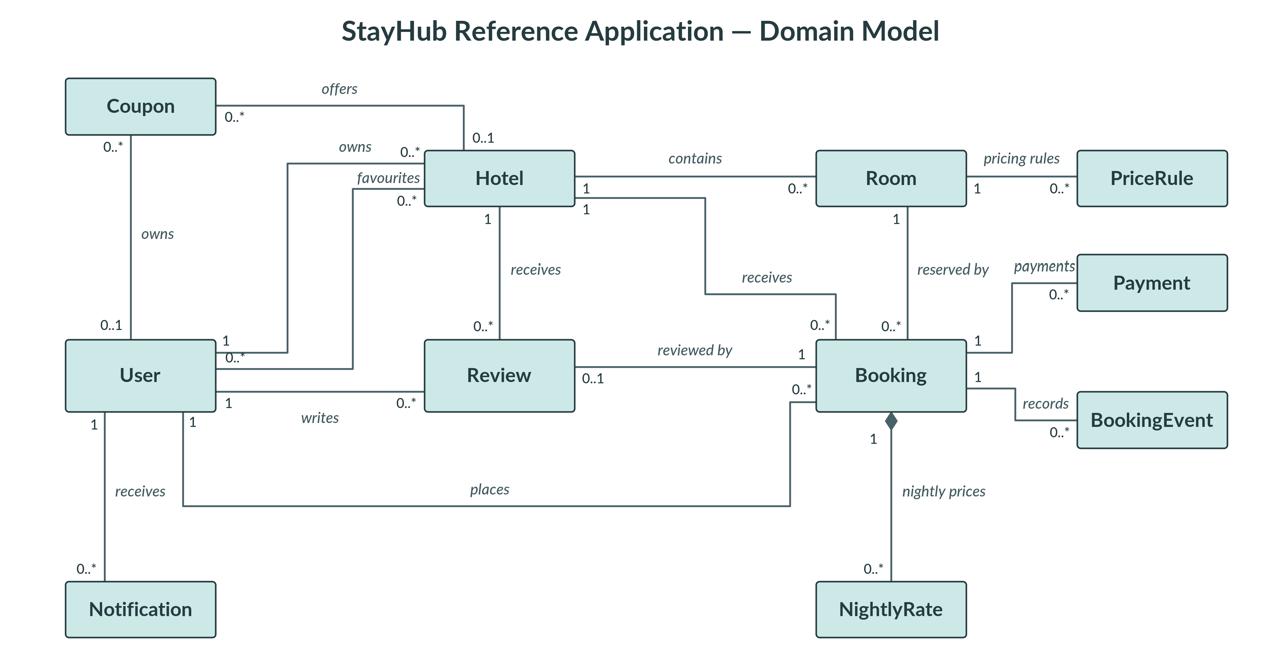 StayHub Reference Application — Domain Model
offers
Coupon
0..*
0..*
0..1
owns
0..*
contains
pricing rules
favourites
Hotel
Room
PriceRule
0..*
1
0..*
1
0..*
1
1
1
owns
receives
receives
reserved by
payments
Payment
0..*
0..1
0..*
0..*
0..*
1
0..*
1
reviewed by
1
User
Review
Booking
0..1
1
0..*
1
0..*
records
writes
BookingEvent
1
1
1
0..*
receives
places
nightly prices
0..*
0..*
Notification
NightlyRate